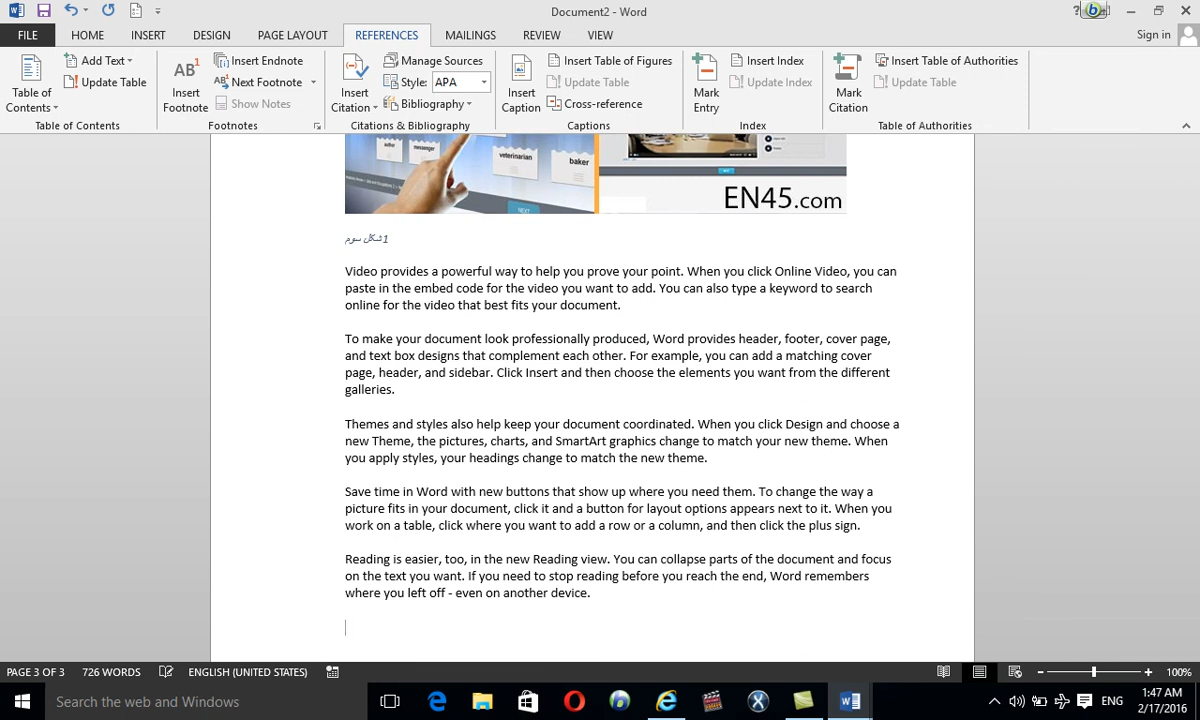 Document2 - Word
?
Sign in
FILE HOME INSERT DESIGN PAGE LAYOUT REFERENCES MAILINGS REVIEW VIEW
Table of Contents
Add Text
Update Table
Table of Contents
AB1
Insert Footnote
Insert Endnote
Next Footnote
Show Notes
Footnotes
Insert Citation
Manage Sources
Style: APA
Bibliography
Citations & Bibliography
Insert Caption
Insert Table of Figures
Update Table
Cross-reference
Captions
Mark Entry
Insert Index
Update Index
Index
Mark Citation
Insert Table of Authorities
Update Table
Table of Authorities
author
messenger
veterinarian
baker
NEXT
EN45.com
1شکل سوم
Video provides a powerful way to help you prove your point. When you click Online Video, you can
paste in the embed code for the video you want to add. You can also type a keyword to search
online for the video that best fits your document.
To make your document look professionally produced, Word provides header, footer, cover page,
and text box designs that complement each other. For example, you can add a matching cover
page, header, and sidebar. Click Insert and then choose the elements you want from the different
galleries.
Themes and styles also help keep your document coordinated. When you click Design and choose a
new Theme, the pictures, charts, and SmartArt graphics change to match your new theme. When
you apply styles, your headings change to match the new theme.
Save time in Word with new buttons that show up where you need them. To change the way a
picture fits in your document, click it and a button for layout options appears next to it. When you
work on a table, click where you want to add a row or a column, and then click the plus sign.
Reading is easier, too, in the new Reading view. You can collapse parts of the document and focus
on the text you want. If you need to stop reading before you reach the end, Word remembers
where you left off - even on another device.
PAGE 3 OF 3 726 WORDS ENGLISH (UNITED STATES) 100%
Search the web and Windows
ENG
1:47 AM
2/17/2016